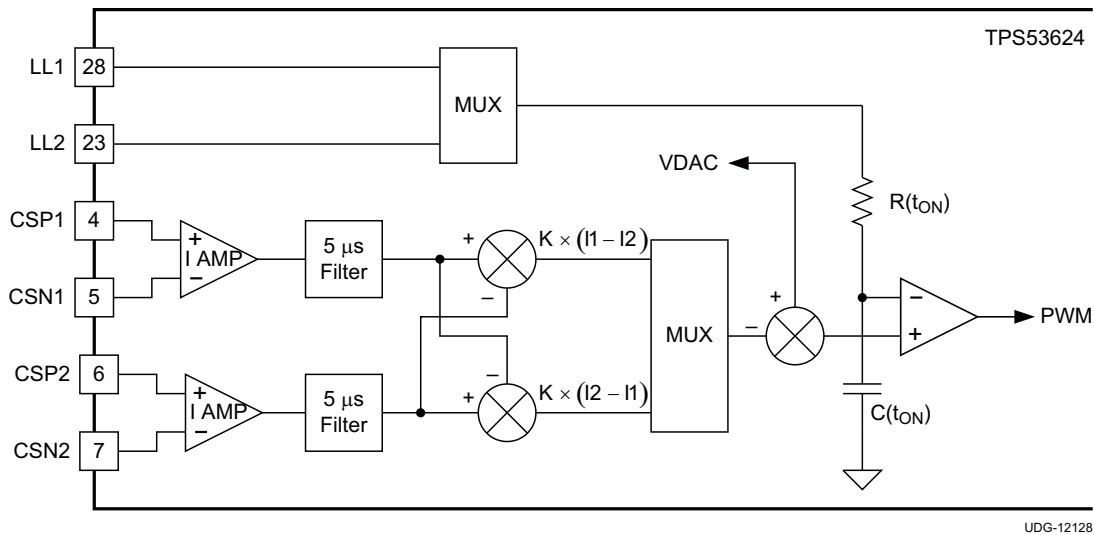 TPS53624
LL1 28
MUX
LL2 23
VDAC
R(tON)
CSP1 4
+
I AMP
–
5 µs
Filter
+
–
K × (I1 – I2)
CSN1 5
MUX
+
–
–
+
PWM
CSP2 6
+
I AMP
–
5 µs
Filter
–
+
K × (I2 – I1)
C(tON)
CSN2 7
UDG-12128